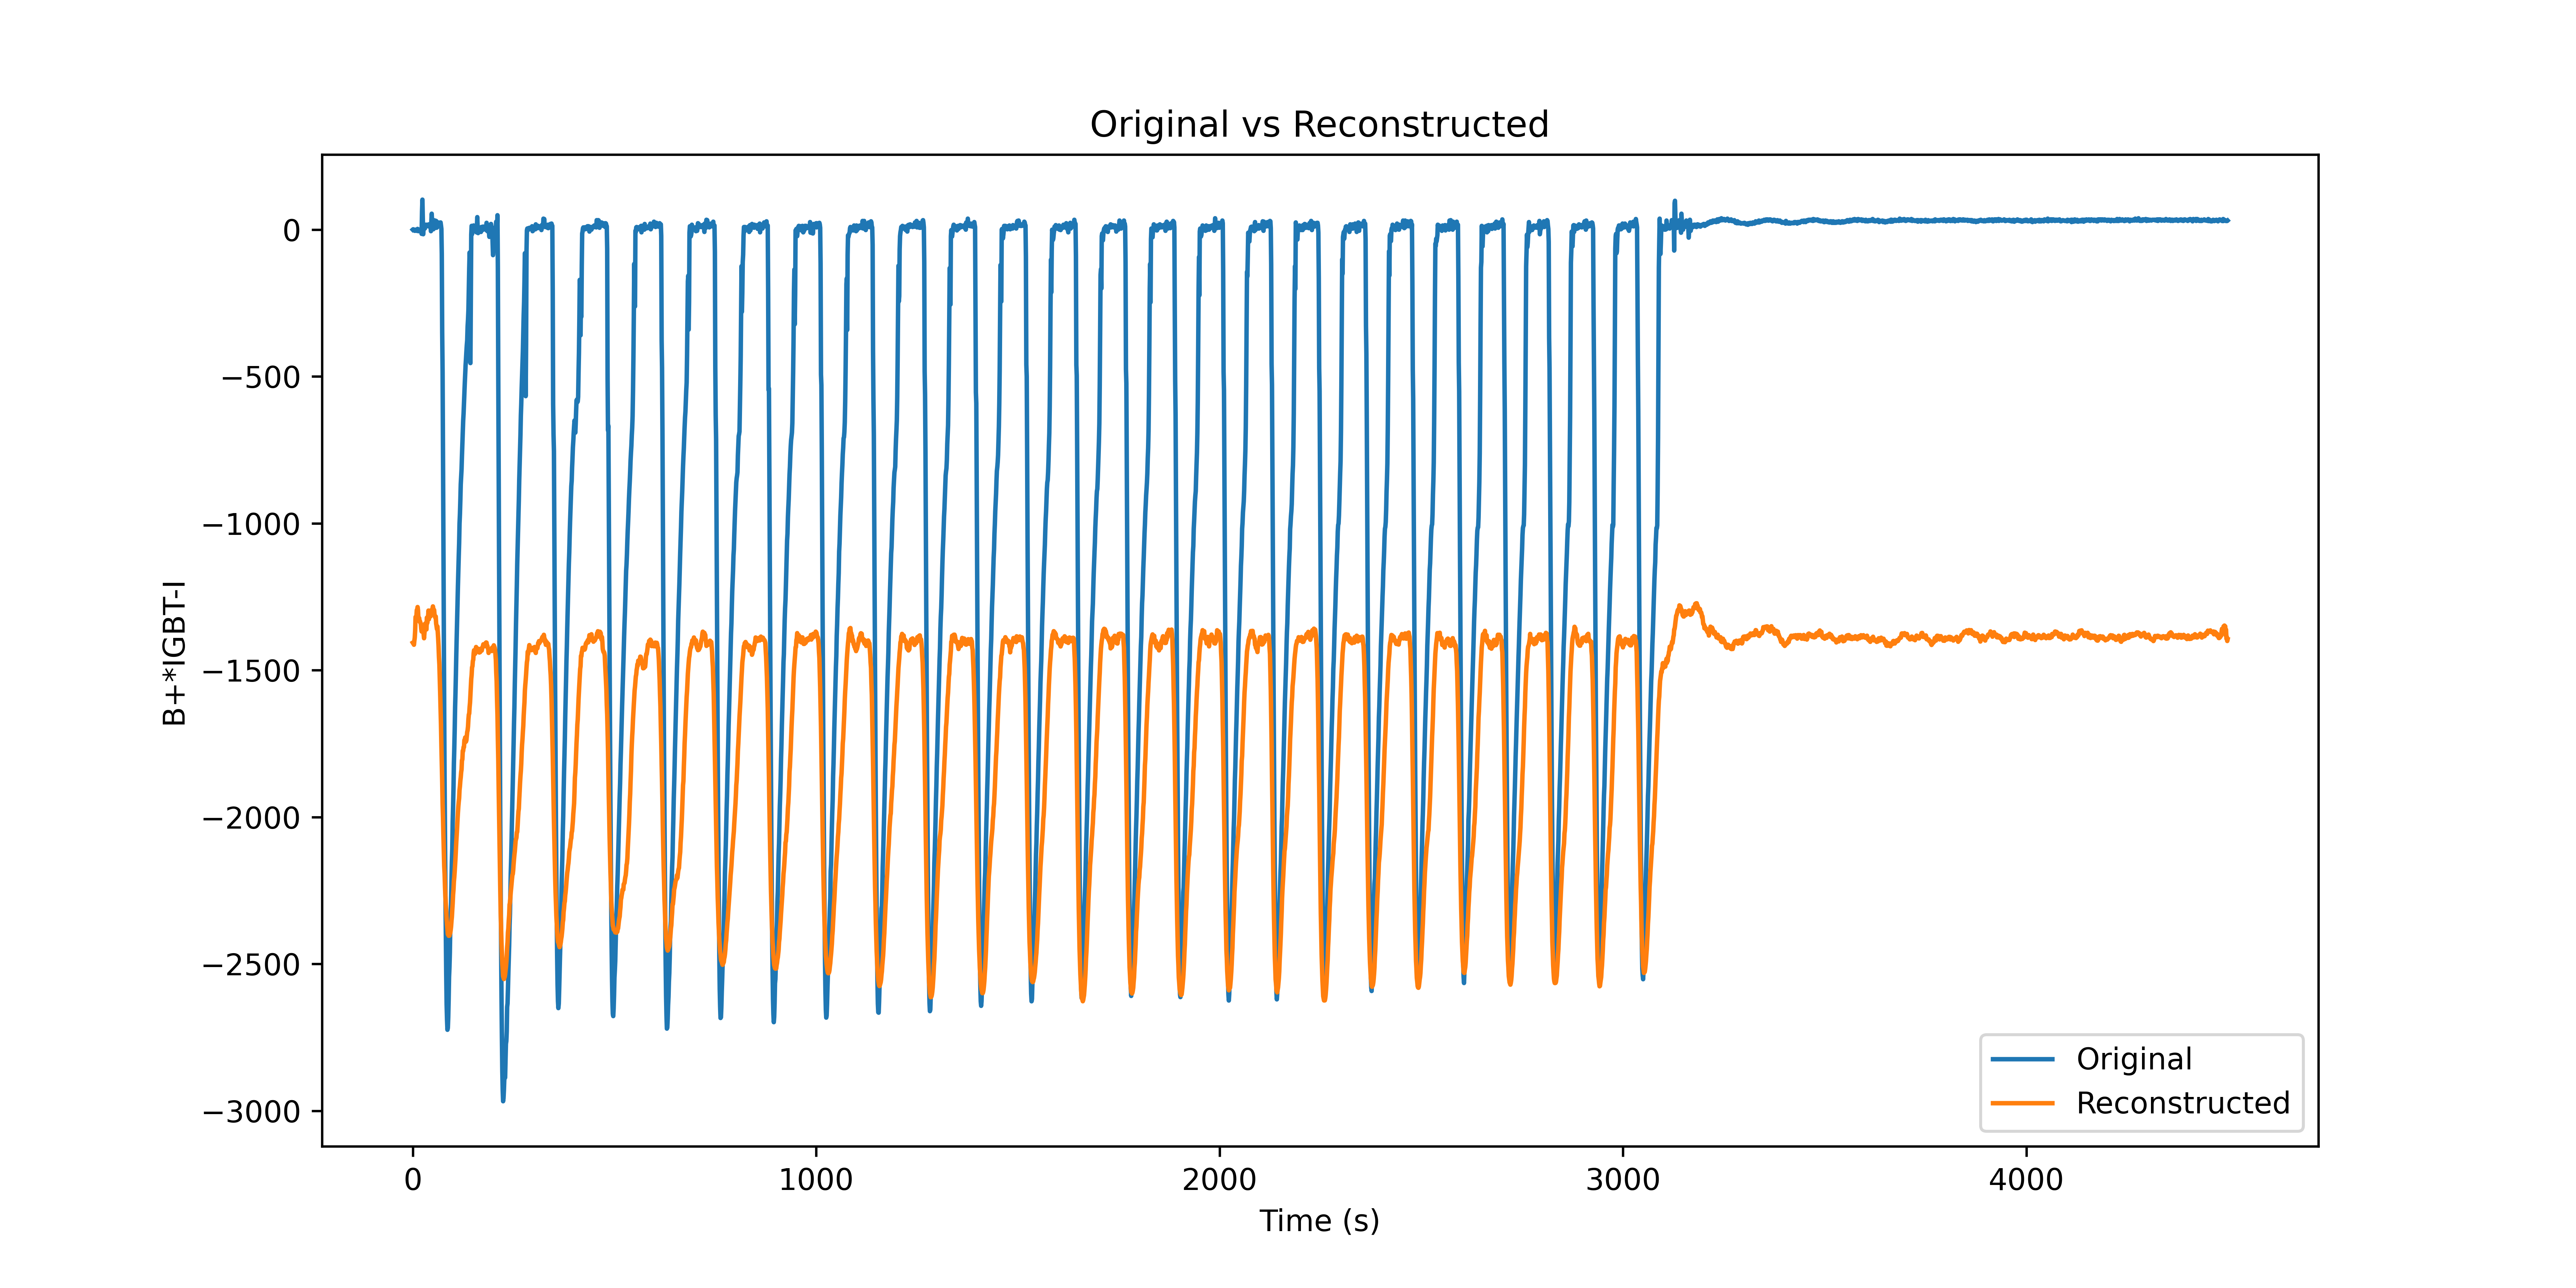 Original vs Reconstructed
B+*IGBT-I
0
−500
−1000
−1500
−2000
−2500
−3000
0 1000 2000 3000 4000
Time (s)
Original
Reconstructed